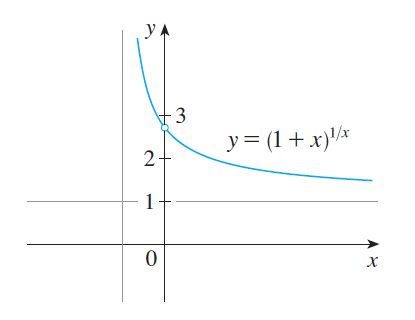 y
3
y = (1 + x)^{1/x}
2
1
0
x